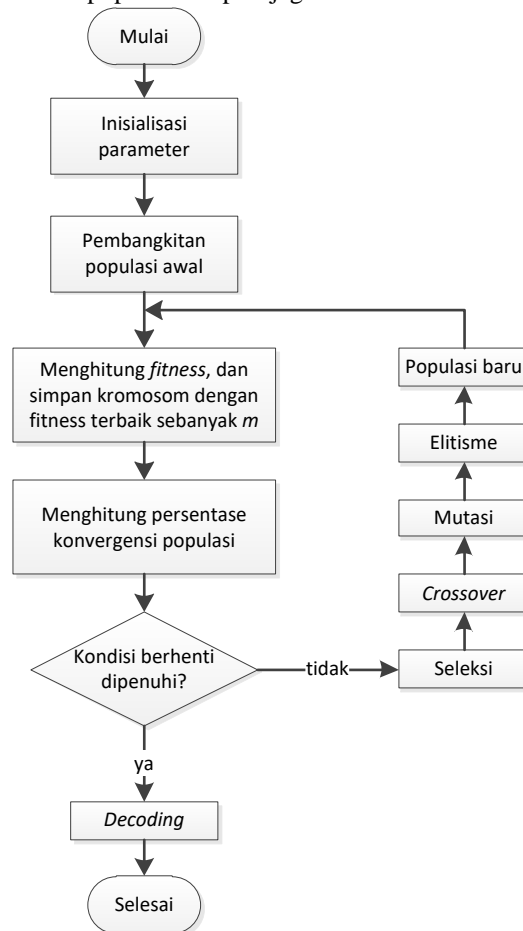 Mulai
Inisialisasi
parameter
Pembangkitan
populasi awal
Menghitung fitness, dan
simpan kromosom dengan
fitness terbaik sebanyak m
Menghitung persentase
konvergensi populasi
Kondisi berhenti
dipenuhi?
tidak
Seleksi
Crossover
Mutasi
Elitisme
Populasi baru
ya
Decoding
Selesai